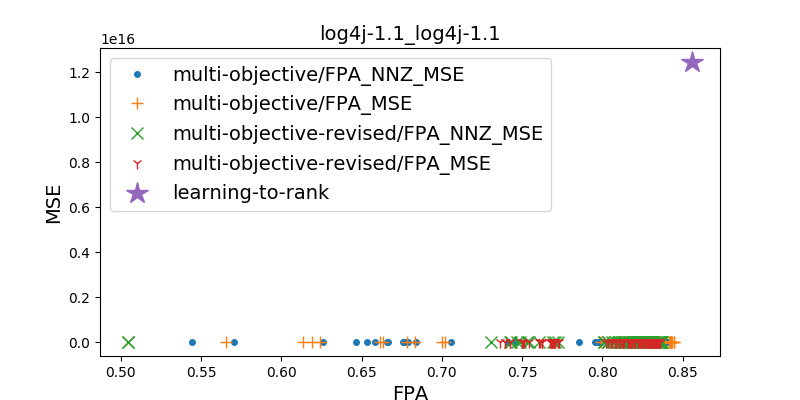 log4j-1.1_log4j-1.1
1e16
multi-objective/FPA_NNZ_MSE
multi-objective/FPA_MSE
multi-objective-revised/FPA_NNZ_MSE
multi-objective-revised/FPA_MSE
learning-to-rank
1.2
1.0
0.8
0.6
0.4
0.2
0.0
MSE
0.50 0.55 0.60 0.65 0.70 0.75 0.80 0.85
FPA